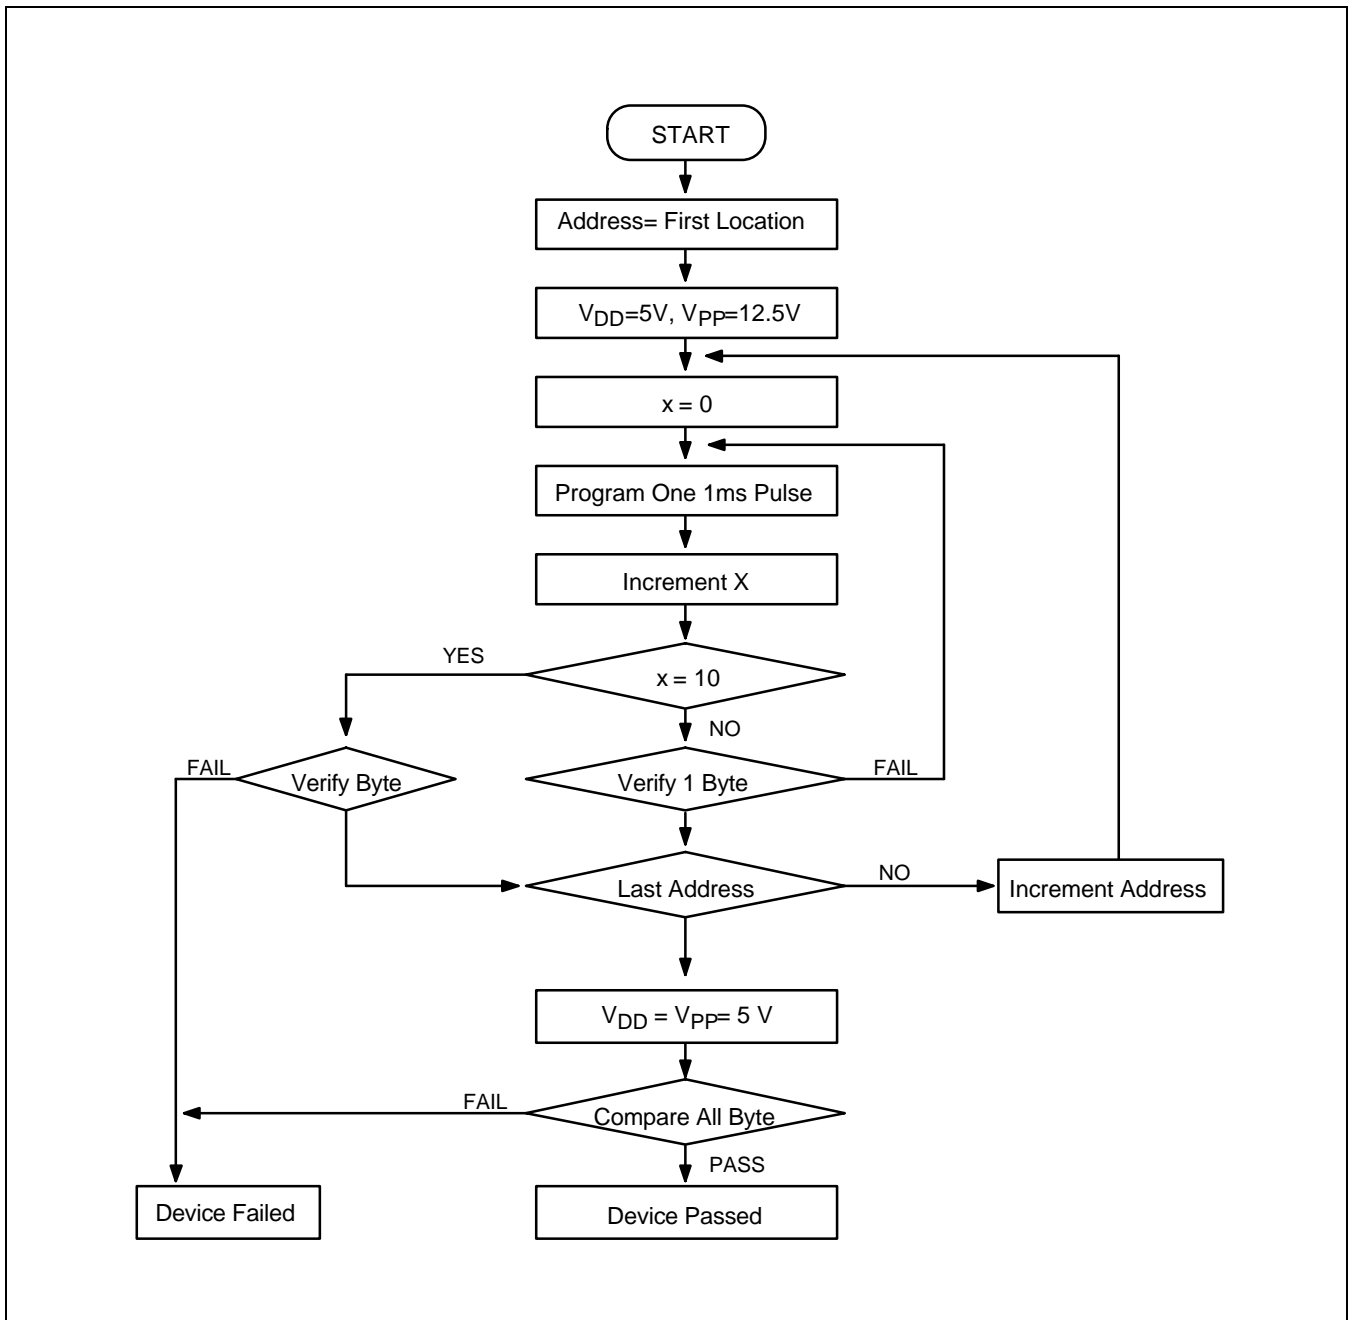 START
Address= First Location
VDD=5V, VPP=12.5V
x = 0
Program One 1ms Pulse
Increment X
YES
x = 10
NO
FAIL
Verify Byte
Verify 1 Byte
FAIL
Last Address
NO
Increment Address
VDD = VPP= 5 V
FAIL
Compare All Byte
PASS
Device Failed
Device Passed